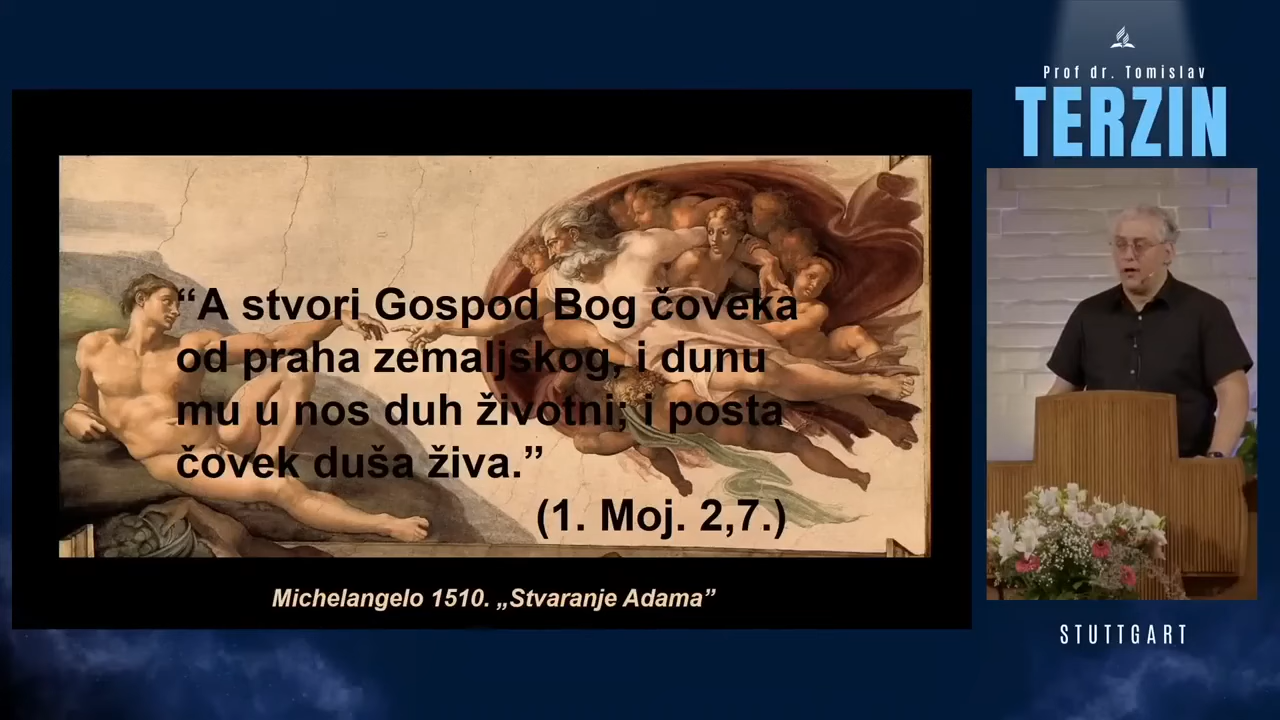 Prof dr. Tomislav
TERZIN
“A stvori Gospod Bog čoveka
od praha zemaljskog, i dunu
mu u nos duh životni; i posta
čovek duša živa.”
(1. Moj. 2,7.)
Michelangelo 1510. „Stvaranje Adama”
STUTTGART